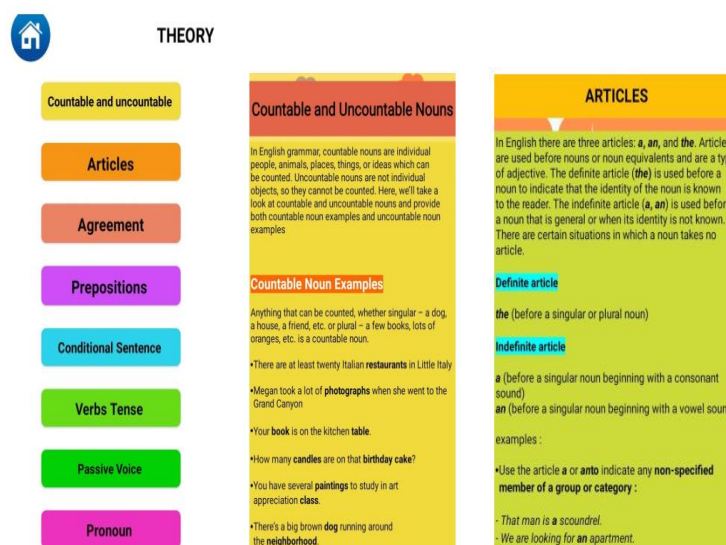 THEORY
Countable and uncountable
Articles
Agreement
Prepositions
Conditional Sentence
Verbs Tense
Passive Voice
Pronoun
Countable and Uncountable Nouns
In English grammar, countable nouns are individual
people, animals, places, things, or ideas which can
be counted. Uncountable nouns are not individual
objects, so they cannot be counted. Here, we'll take a
look at countable and uncountable nouns and provide
both countable noun examples and uncountable noun
examples
Countable Noun Examples
Anything that can be counted, whether singular – a dog,
a house, a friend, etc. or plural – a few books, lots of
oranges, etc. is a countable noun.
•There are at least twenty Italian restaurants in Little Italy
•Megan took a lot of photographs when she went to the
Grand Canyon
•Your book is on the kitchen table.
•How many candles are on that birthday cake?
•You have several paintings to study in art
appreciation class.
•There's a big brown dog running around
the neighborhood.
ARTICLES
In English there are three articles: a, an, and the. Article
are used before nouns or noun equivalents and are a ty
of adjective. The definite article (the) is used before a
noun to indicate that the identity of the noun is known
to the reader. The indefinite article (a, an) is used befor
a noun that is general or when its identity is not known.
There are certain situations in which a noun takes no
article.
Definite article
the (before a singular or plural noun)
Indefinite article
a (before a singular noun beginning with a consonant
sound)
an (before a singular noun beginning with a vowel soun
examples :
•Use the article a or anto indicate any non-specified
member of a group or category :
- That man is a scoundrel.
- We are looking for an apartment.